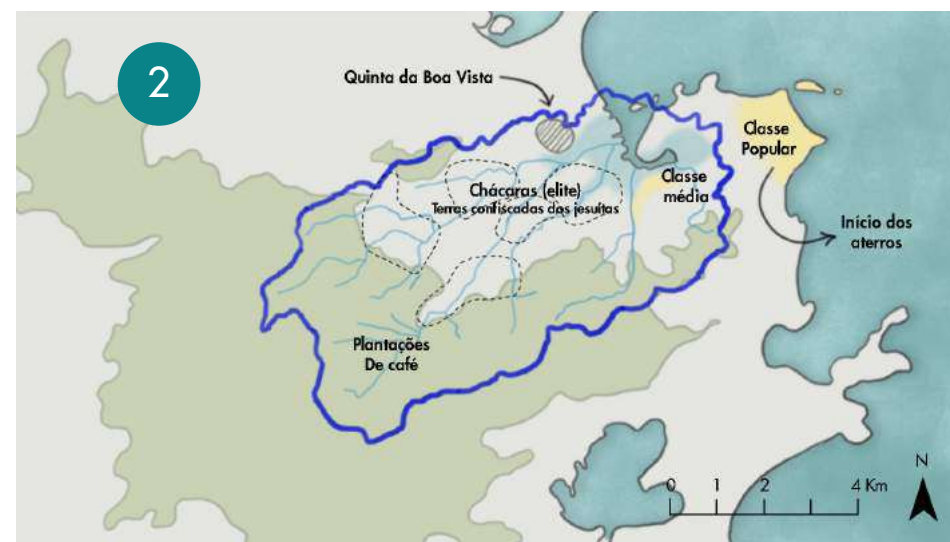 2
Quinta da Boa Vista
Classe
Popular
Chácaras (elite)
Terras confiscadas dos jesuítas
Classe
média
Início dos
aterros
Plantações
De café
N
0 1 2 4 Km